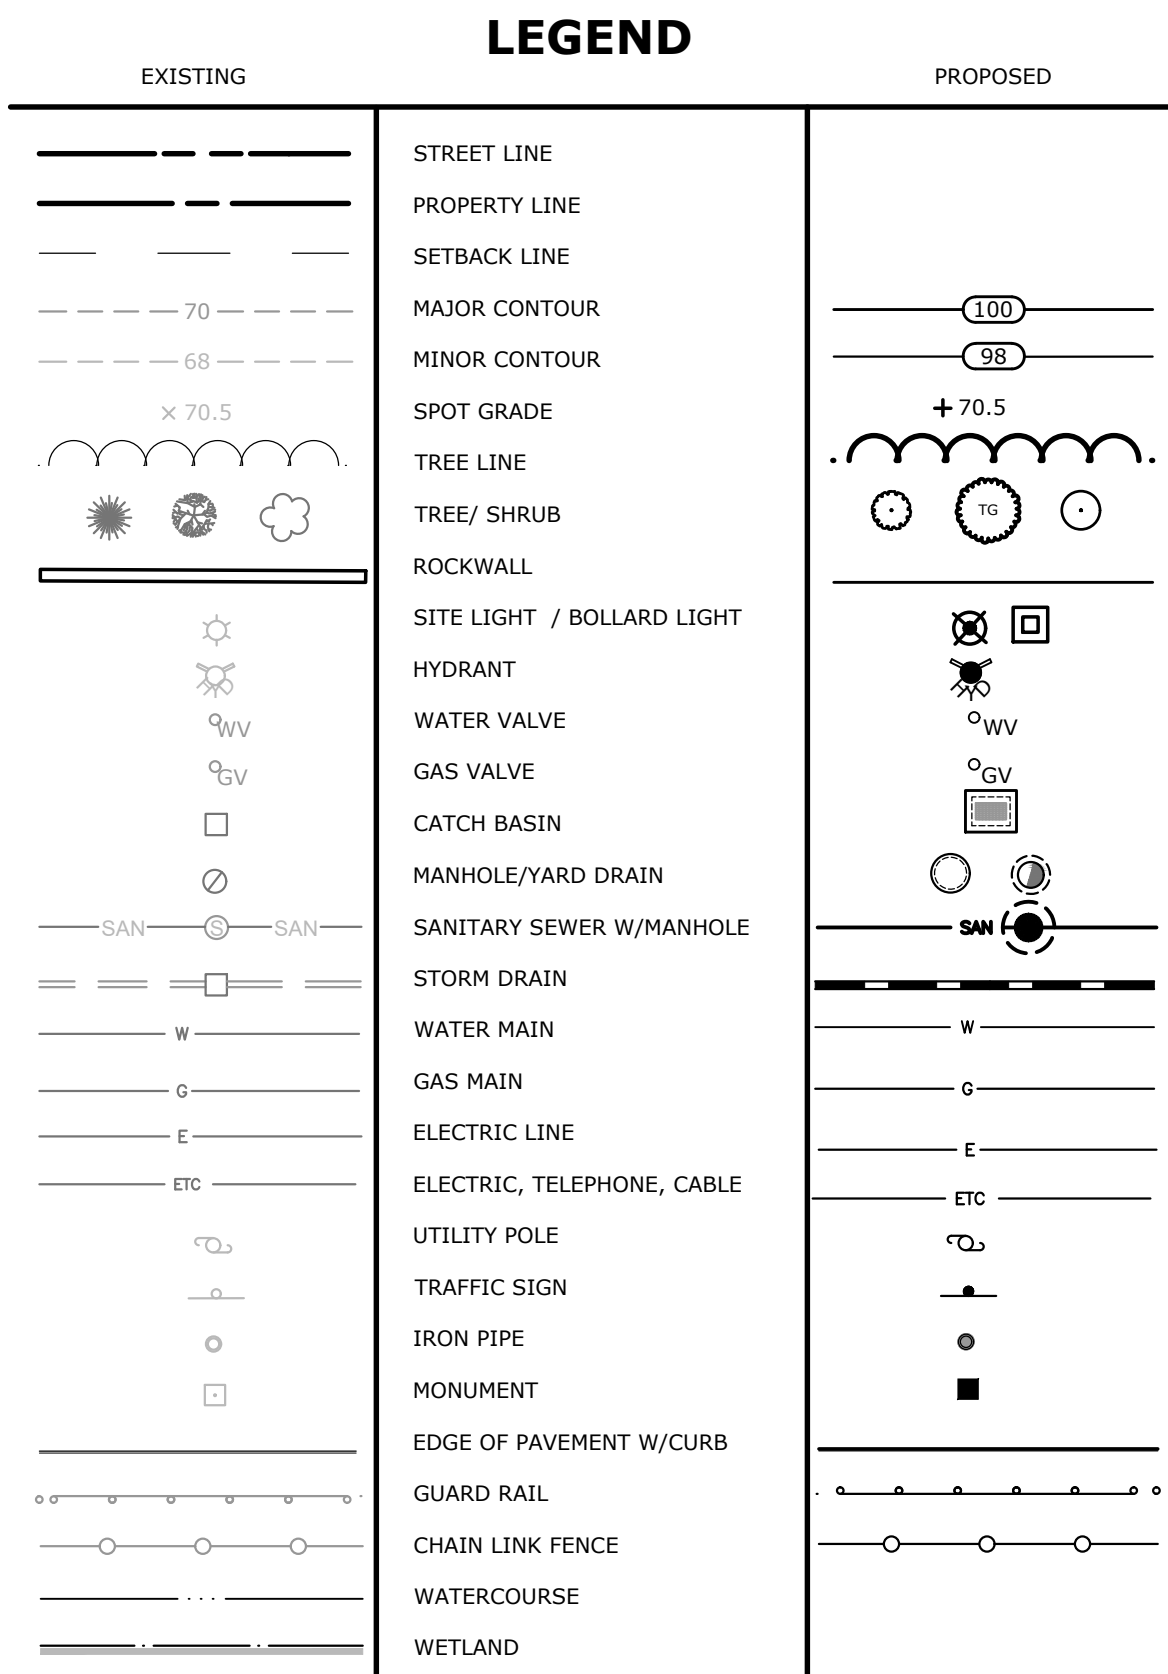 LEGEND
EXISTING PROPOSED
STREET LINE
PROPERTY LINE
SETBACK LINE
70 MAJOR CONTOUR 100
68 MINOR CONTOUR 98
× 70.5 SPOT GRADE + 70.5
TREE LINE
TREE/ SHRUB TG
ROCKWALL
SITE LIGHT / BOLLARD LIGHT
HYDRANT
HYD HYD
WV WATER VALVE WV
GV GAS VALVE GV
CATCH BASIN
MANHOLE/YARD DRAIN
SAN S SAN SANITARY SEWER W/MANHOLE SAN
STORM DRAIN
W WATER MAIN W
G GAS MAIN G
E ELECTRIC LINE E
ETC ELECTRIC, TELEPHONE, CABLE ETC
UTILITY POLE
TRAFFIC SIGN
IRON PIPE
MONUMENT
EDGE OF PAVEMENT W/CURB
GUARD RAIL
CHAIN LINK FENCE
WATERCOURSE
WETLAND